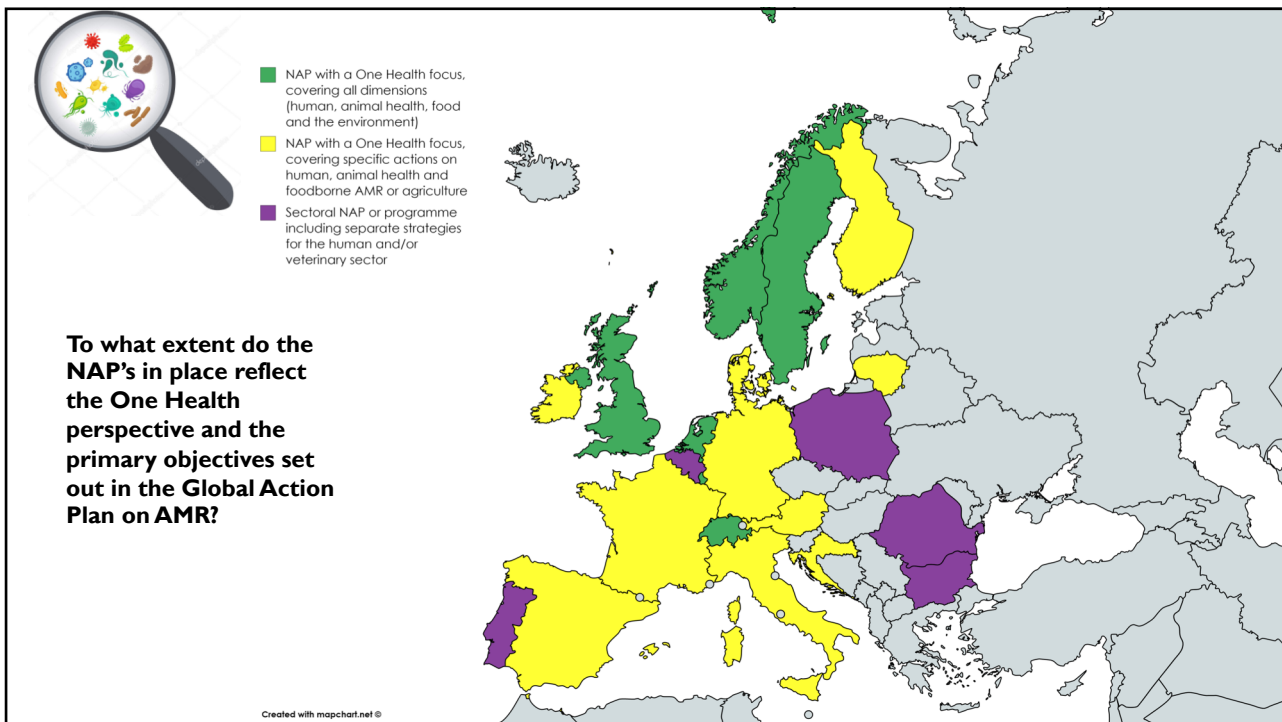 NAP with a One Health focus,
covering all dimensions
(human, animal health, food
and the environment)
NAP with a One Health focus,
covering specific actions on
human, animal health and
foodborne AMR or agriculture
Sectoral NAP or programme
including separate strategies
for the human and/or
veterinary sector
To what extent do the
NAP's in place reflect
the One Health
perspective and the
primary objectives set
out in the Global Action
Plan on AMR?
Created with mapchart.net ©